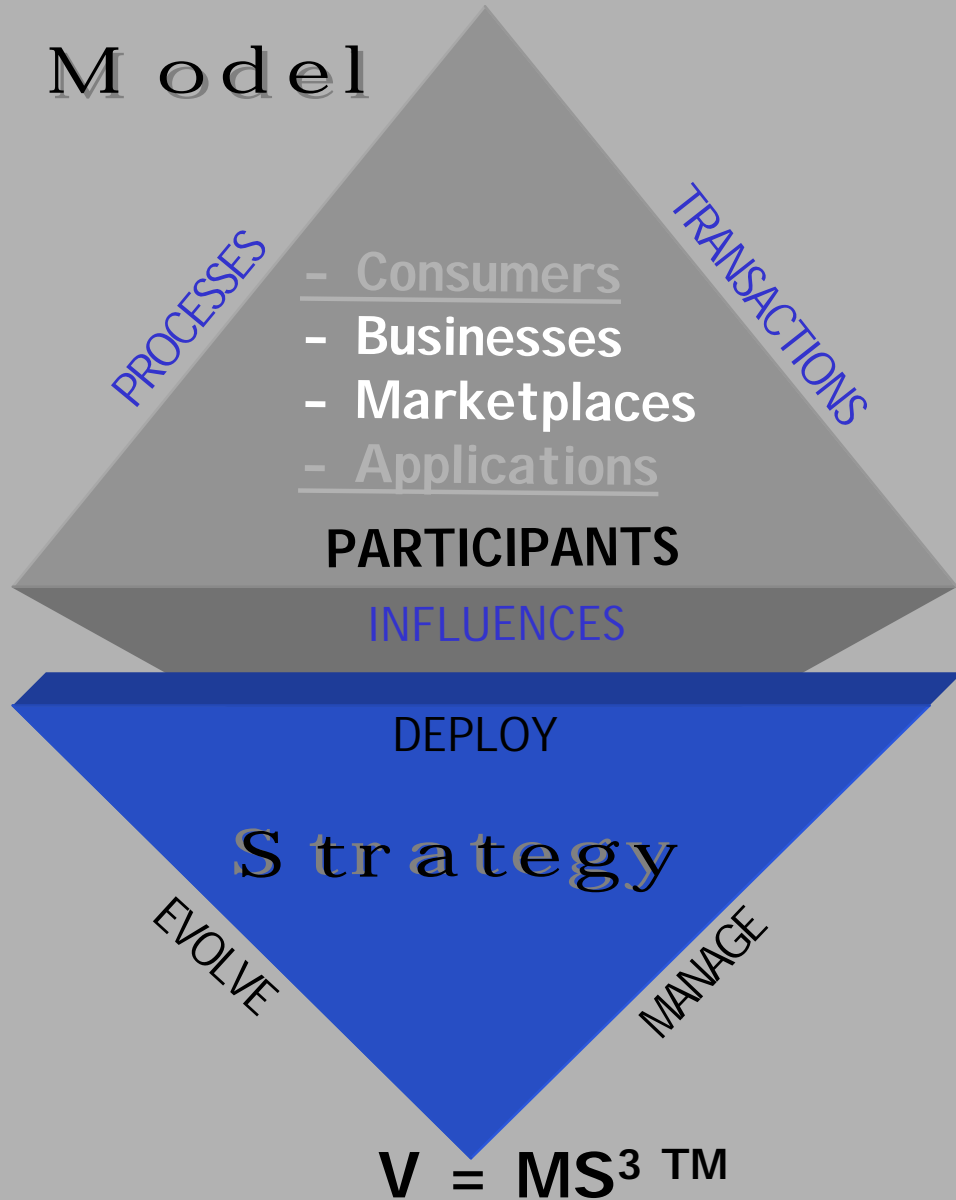 Model
PROCESSES
TRANSACTIONS
- Consumers
- Businesses
- Marketplaces
- Applications
PARTICIPANTS
INFLUENCES
DEPLOY
Strategy
EVOLVE
MANAGE
V = MS³ ™